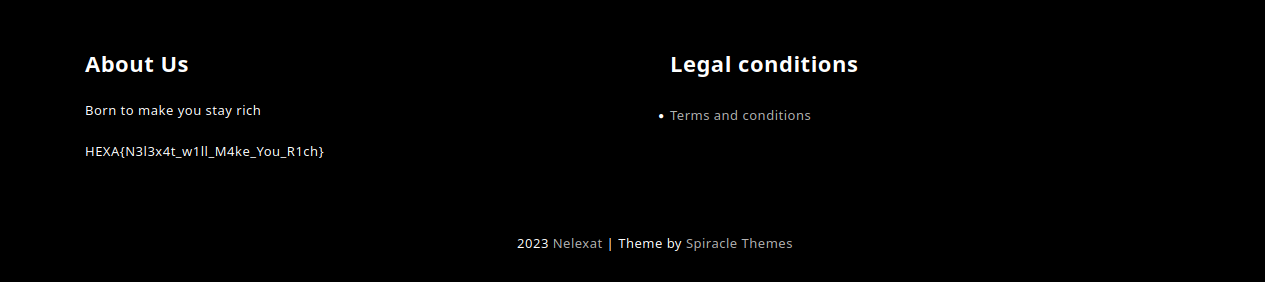 About Us
Born to make you stay rich
HEXA{N3l3x4t_w1ll_M4ke_You_R1ch}
Legal conditions
Terms and conditions
2023 Nelexat | Theme by Spiracle Themes